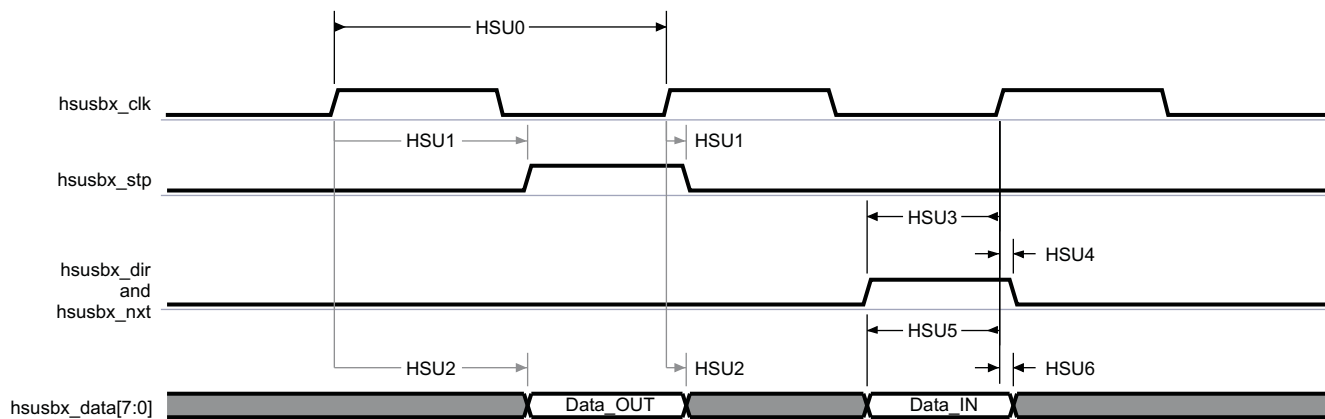 HSU0
hsusbx_clk
HSU1
HSU1
hsusbx_stp
HSU3
HSU4
hsusbx_dir
and
hsusbx_nxt
HSU5
HSU2
HSU2
HSU6
hsusbx_data[7:0]
Data_OUT
Data_IN